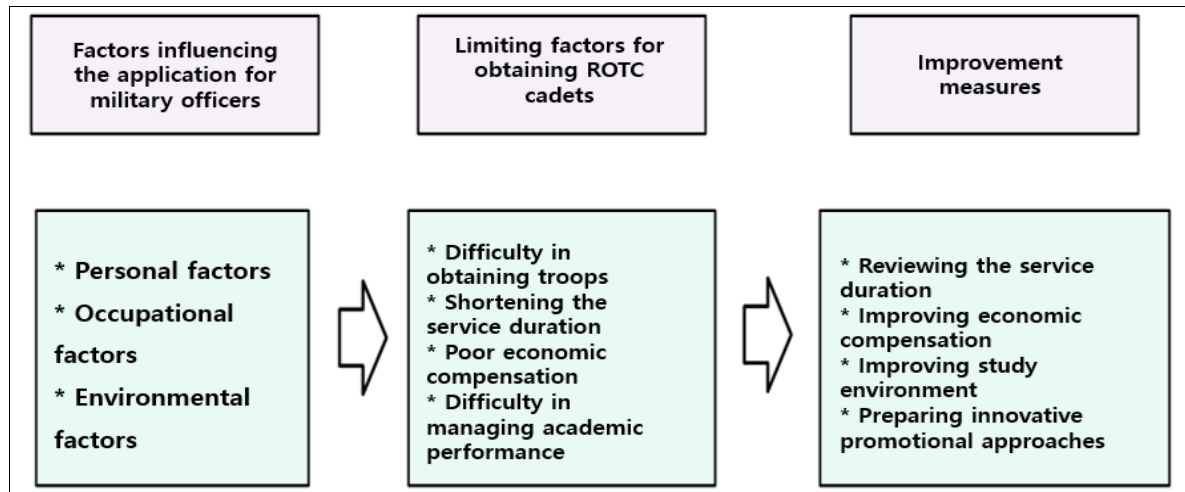 Factors influencing
the application for
military officers
Limiting factors for
obtaining ROTC
cadets
Improvement
measures
* Personal factors
* Occupational
factors
* Environmental
factors
* Difficulty in
obtaining troops
* Shortening the
service duration
* Poor economic
compensation
* Difficulty in
managing academic
performance
* Reviewing the service
duration
* Improving economic
compensation
* Improving study
environment
* Preparing innovative
promotional approaches